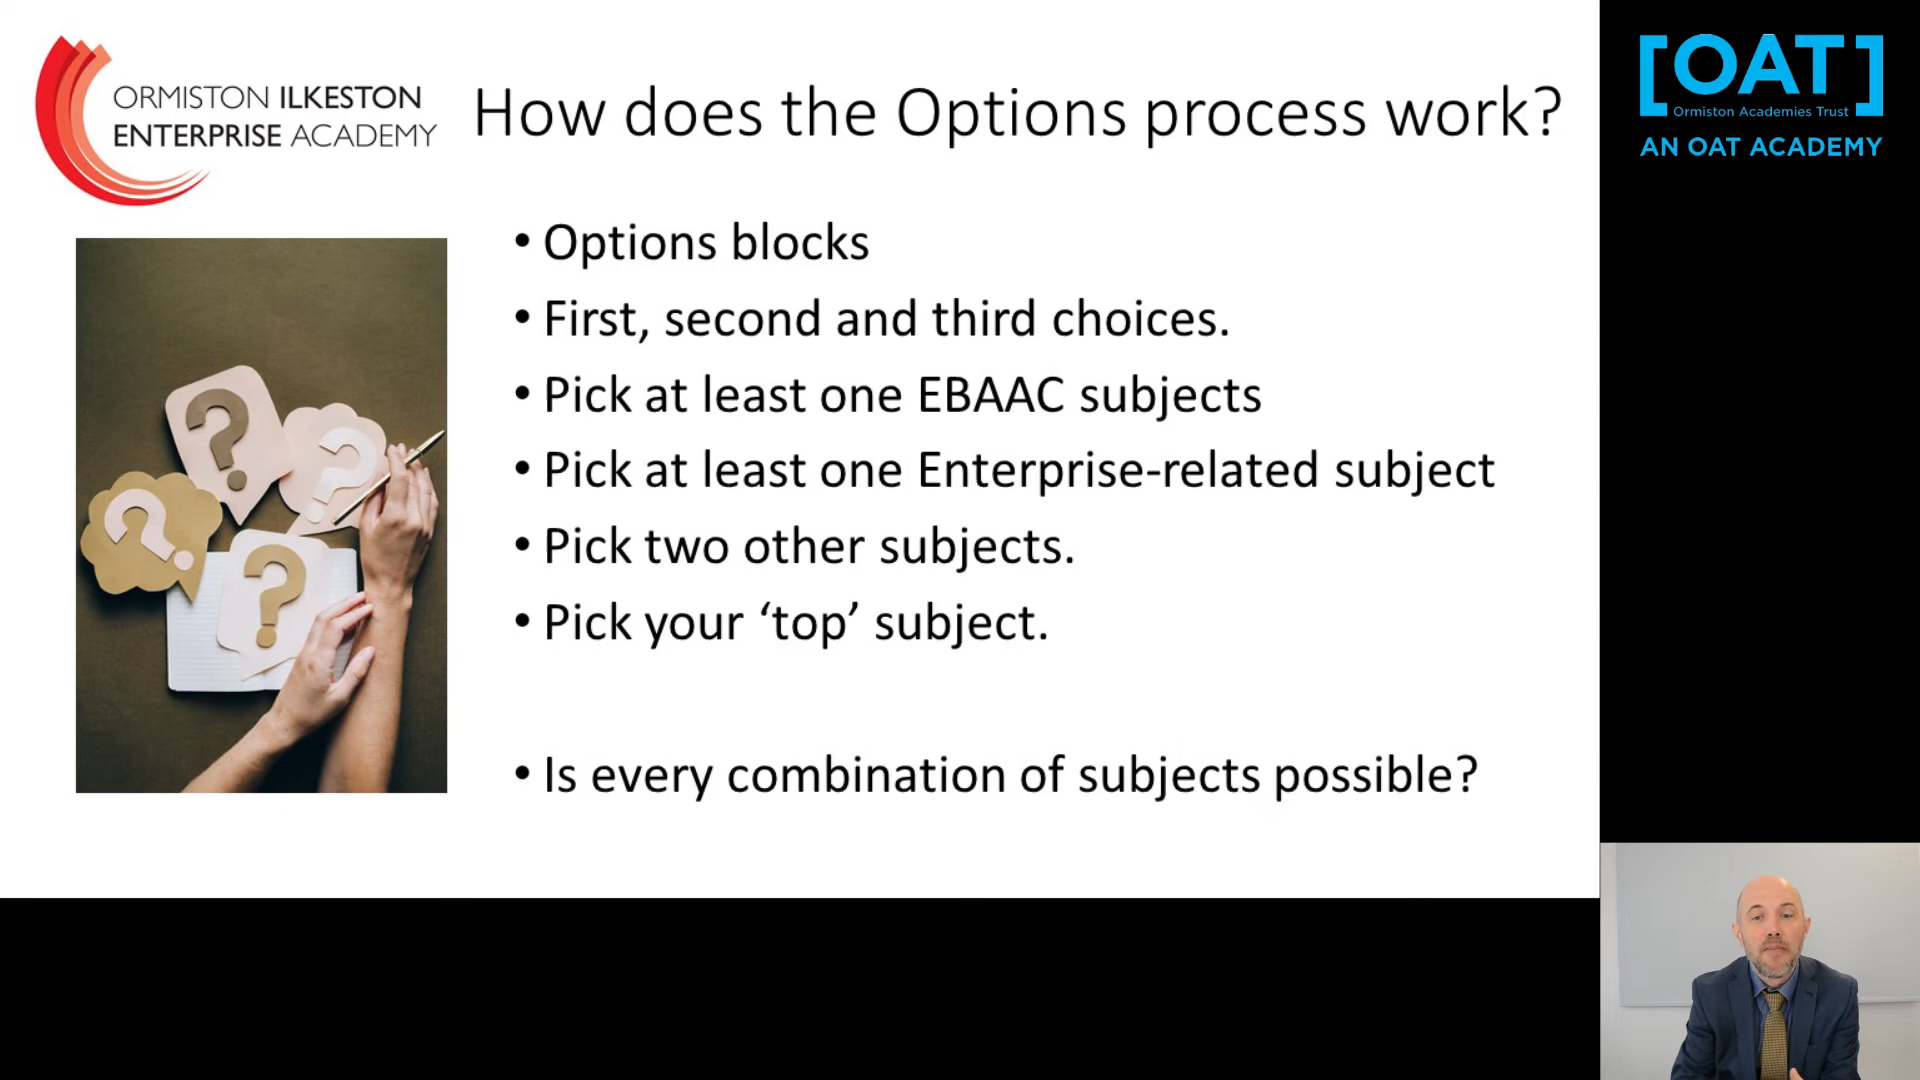 ORMISTON ILKESTON
ENTERPRISE ACADEMY
How does the Options process work?
[OAT]
Ormiston Academies Trust
AN OAT ACADEMY
• Options blocks
• First, second and third choices.
• Pick at least one EBAAC subjects
• Pick at least one Enterprise-related subject
• Pick two other subjects.
• Pick your ‘top’ subject.
• Is every combination of subjects possible?
?
?
?
?